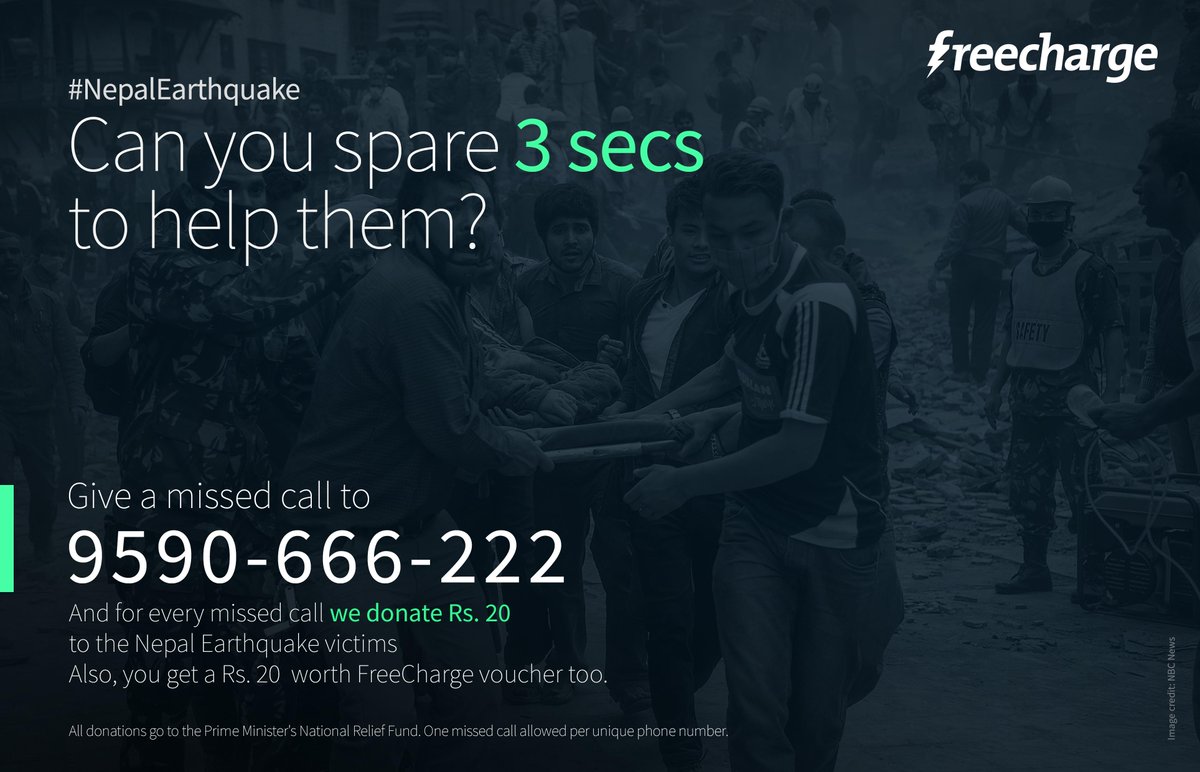 freecharge
#NepalEarthquake
Can you spare 3 secs
to help them?
SAFETY
Give a missed call to
9590-666-222
And for every missed call we donate Rs. 20
to the Nepal Earthquake victims
Also, you get a Rs. 20 worth FreeCharge voucher too.
All donations go to the Prime Minister's National Relief Fund. One missed call allowed per unique phone number.
Image credit: NBC News